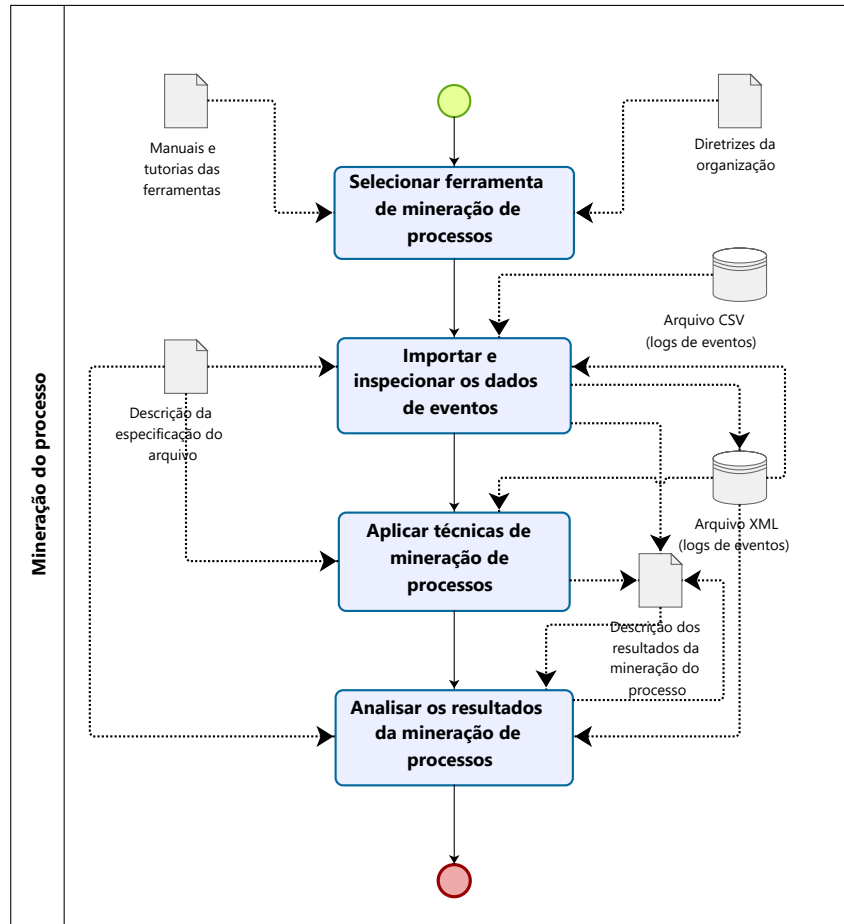 Mineração do processo
Manuais e
tutorias das
ferramentas
Diretrizes da
organização
Selecionar ferramenta
de mineração de
processos
Arquivo CSV
(logs de eventos)
Importar e
inspecionar os dados
de eventos
Descrição da
especificação do
arquivo
Arquivo XML
(logs de eventos)
Aplicar técnicas de
mineração de
processos
Descrição dos
resultados da
mineração do
processo
Analisar os resultados
da mineração de
processos